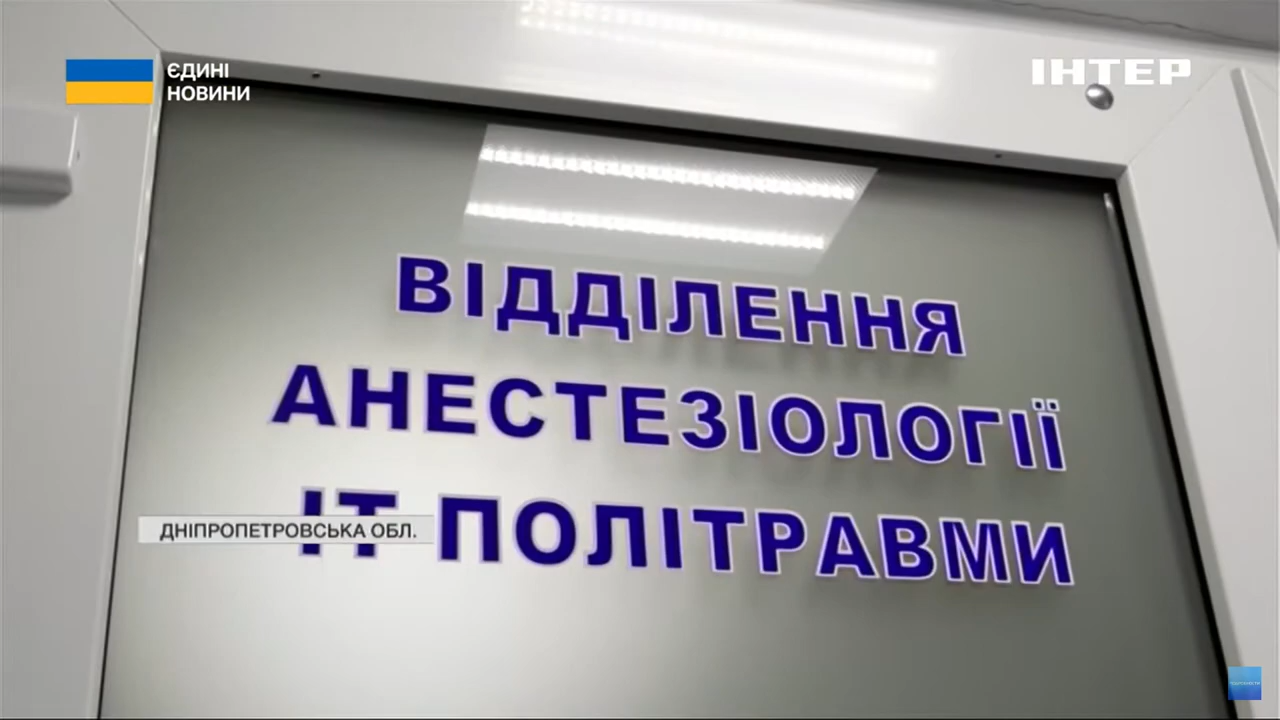 ЄДИНІ
НОВИНИ
ІНТЕР
ВІДДІЛЕННЯ
АНЕСТЕЗІОЛОГІЇ
ІТ ПОЛІТРАВМИ
ДНІПРОПЕТРОВСЬКА ОБЛ.